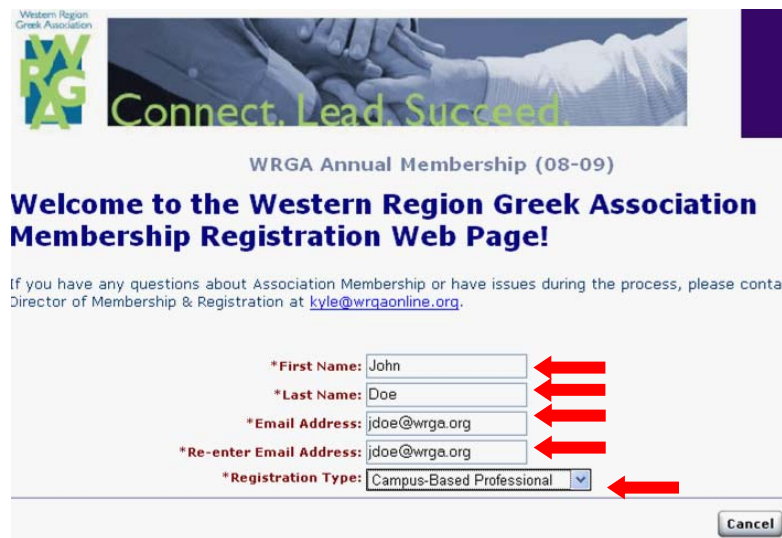 Western Region
Greek Association
WRGA
Connect. Lead. Succeed.
WRGA Annual Membership (08-09)
Welcome to the Western Region Greek Association
Membership Registration Web Page!
If you have any questions about Association Membership or have issues during the process, please conta
Director of Membership & Registration at kyle@wrgaonline.org.
*First Name: John
*Last Name: Doe
*Email Address: jdoe@wrga.org
*Re-enter Email Address: jdoe@wrga.org
*Registration Type: Campus-Based Professional
Cancel